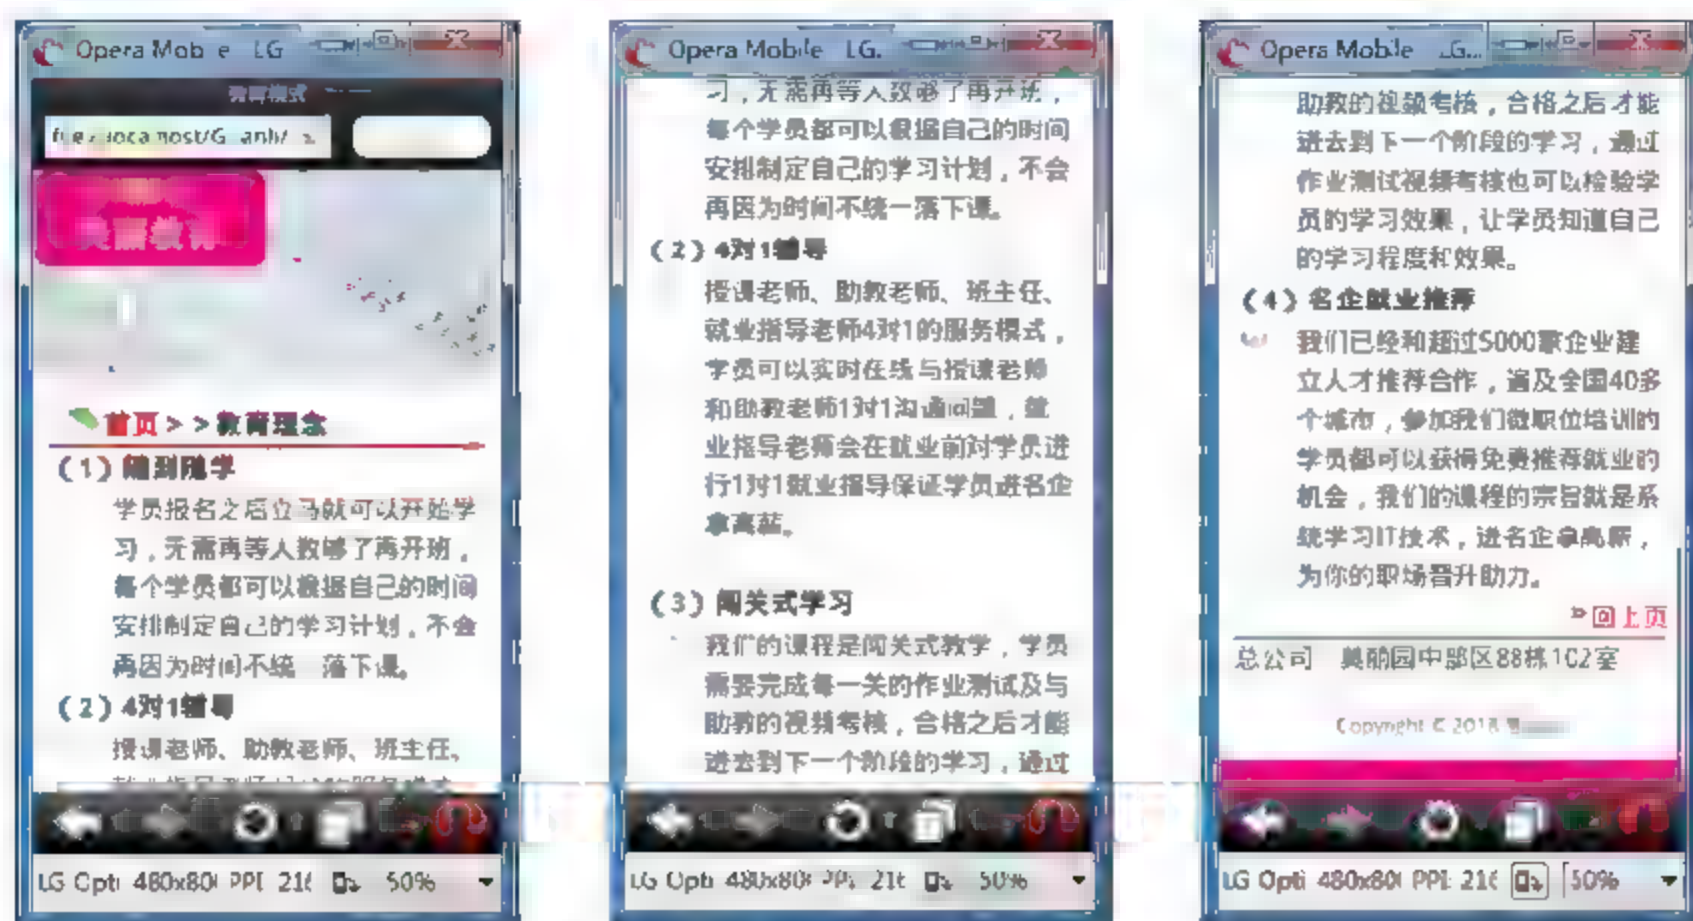 Opera Mobile LG
教育模式
首页>>教育理念
(1) 随到随学
学员报名之后立马就可以开始学
习，无需再等人数够了再开班，
每个学员都可以根据自己的时间
安排制定自己的学习计划，不会
再因为时间不统一落下课。
(2) 4对1辅导
授课老师、助教老师、班主任、
LG Opti 480x80 PPI 216 50%
Opera Mobile LG.
习，无需再等人数够了再开班，
每个学员都可以根据自己的时间
安排制定自己的学习计划，不会
再因为时间不统一落下课。
(2) 4对1辅导
授课老师、助教老师、班主任、
就业指导老师4对1的服务模式，
学员可以实时在线与授课老师
和助教老师1对1沟通问题，就
业指导老师会在就业前对学员进
行1对1就业指导保证学员进名企
拿高薪。
(3) 闯关式学习
我们的课程是闯关式教学，学员
需要完成每一关的作业测试及与
助教的视频考核，合格之后才能
进去到下一个阶段的学习，通过
LG Opti 480x80 PPI 216 50%
Opera Mobile LG...
助教的视频考核，合格之后才能
进去到下一个阶段的学习，通过
作业测试视频考核也可以检验学
员的学习效果，让学员知道自己
的学习程度和效果。
(4) 名企就业推荐
我们已经和超过5000家企业建
立人才推荐合作，遍及全国40多
个城市，参加我们微职位培训的
学员都可以获得免费推荐就业的
机会，我们的课程的宗旨就是系
统学习IT技术，进名企拿高薪，
为你的职场晋升助力。
回上页
总公司 美丽园中部区88栋102室
Copyright © 2018
LG Opti 480x80 PPI: 216 50%